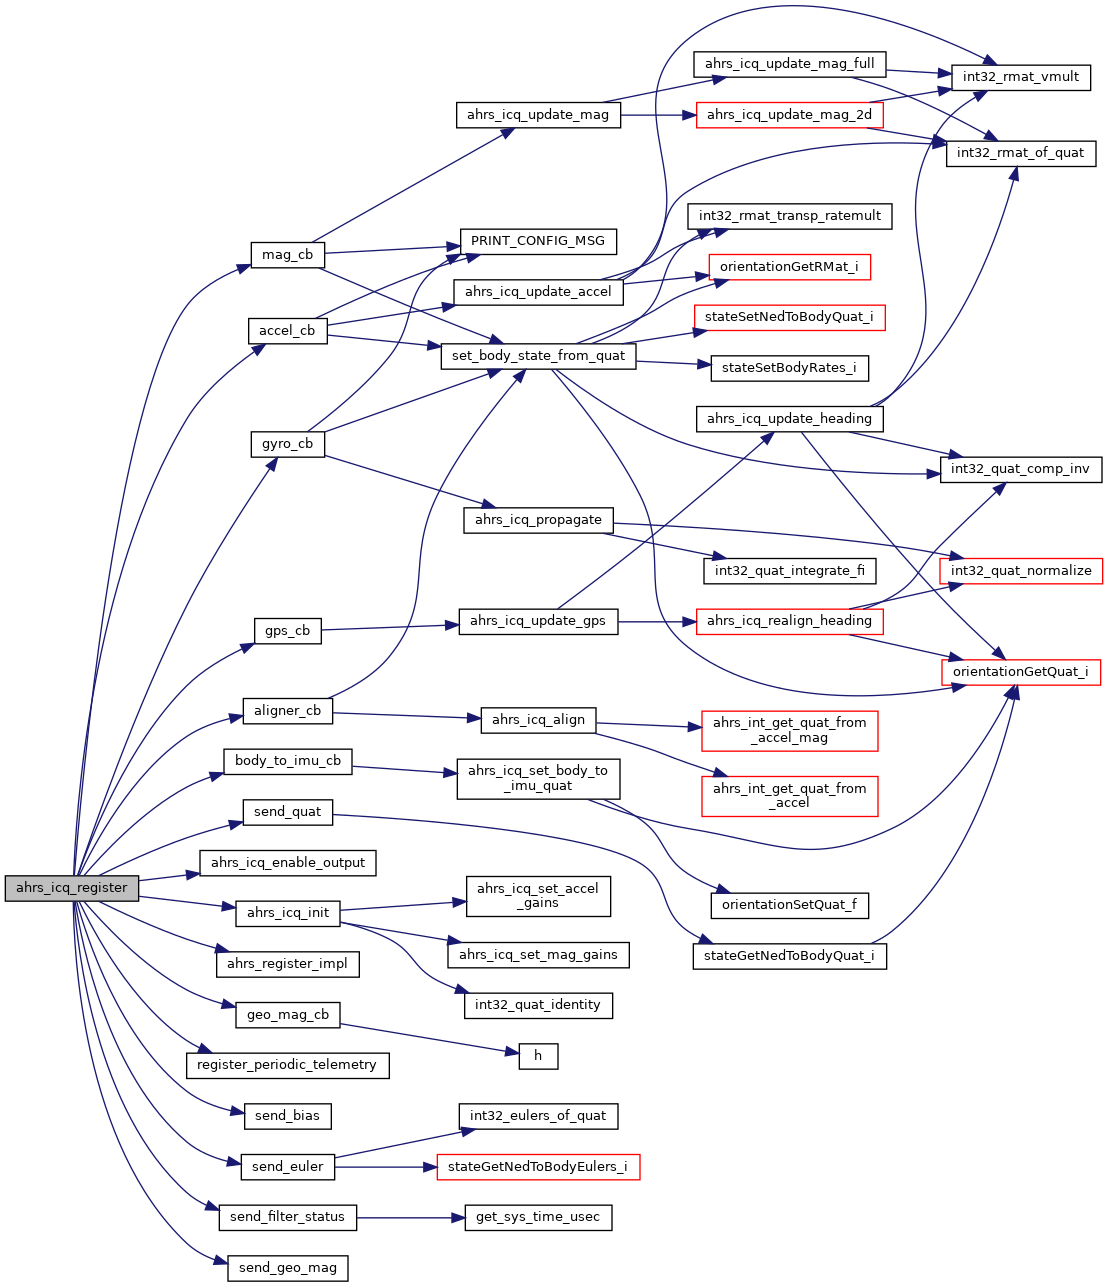 ahrs_icq_update_mag_full
int32_rmat_vmult
ahrs_icq_update_mag
ahrs_icq_update_mag_2d
int32_rmat_of_quat
int32_rmat_transp_ratemult
mag_cb
PRINT_CONFIG_MSG
orientationGetRMat_i
ahrs_icq_update_accel
stateSetNedToBodyQuat_i
accel_cb
set_body_state_from_quat
stateSetBodyRates_i
ahrs_icq_update_heading
gyro_cb
int32_quat_comp_inv
ahrs_icq_propagate
int32_quat_integrate_fi
int32_quat_normalize
gps_cb
ahrs_icq_update_gps
ahrs_icq_realign_heading
orientationGetQuat_i
aligner_cb
ahrs_icq_align
ahrs_int_get_quat_from
_accel_mag
body_to_imu_cb
ahrs_icq_set_body_to
_imu_quat
ahrs_int_get_quat_from
_accel
send_quat
ahrs_icq_enable_output
ahrs_icq_register
ahrs_icq_set_accel
_gains
orientationSetQuat_f
ahrs_icq_init
ahrs_icq_set_mag_gains
stateGetNedToBodyQuat_i
ahrs_register_impl
int32_quat_identity
geo_mag_cb
h
register_periodic_telemetry
send_bias
int32_eulers_of_quat
send_euler
stateGetNedToBodyEulers_i
send_filter_status
get_sys_time_usec
send_geo_mag